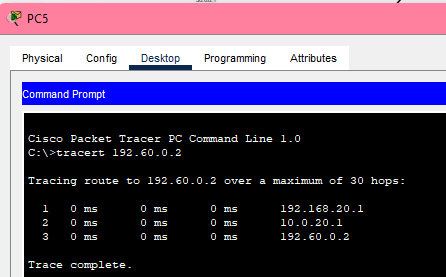 PC5
Physical Config Desktop Programming Attributes
Command Prompt
Cisco Packet Tracer PC Command Line 1.0
C:\>tracert 192.60.0.2
Tracing route to 192.60.0.2 over a maximum of 30 hops:
1 0 ms 0 ms 0 ms 192.168.20.1
2 0 ms 0 ms 0 ms 10.0.20.1
3 0 ms 0 ms 0 ms 192.60.0.2
Trace complete.